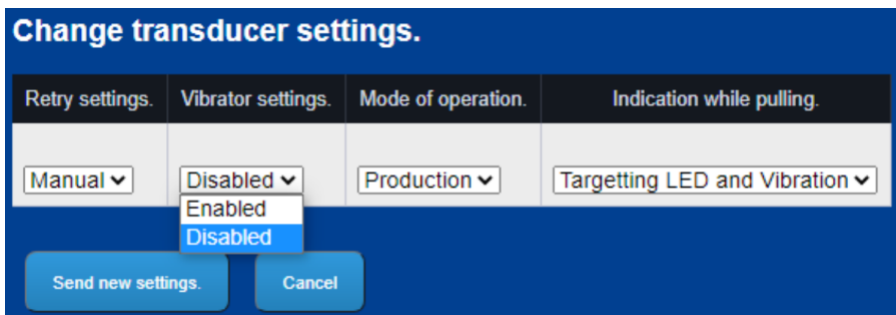 Change transducer settings.
Retry settings. Vibrator settings. Mode of operation. Indication while pulling.
Manual Disabled Production Targetting LED and Vibration
Enabled
Disabled
Send new settings. Cancel